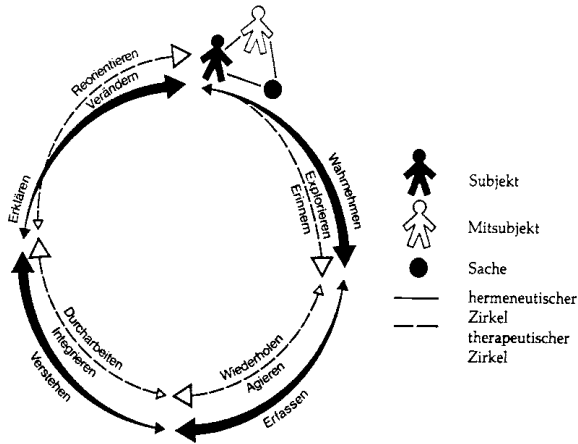 Reorientieren
Verändern
Wahrnehmen
Explorieren
Erinnern
Wiederholen
Agieren
Erfassen
Durcharbeiten
Integrieren
Verstehen
Erklären
Subjekt
Mitsubjekt
Sache
hermeneutischer
Zirkel
therapeutischer
Zirkel